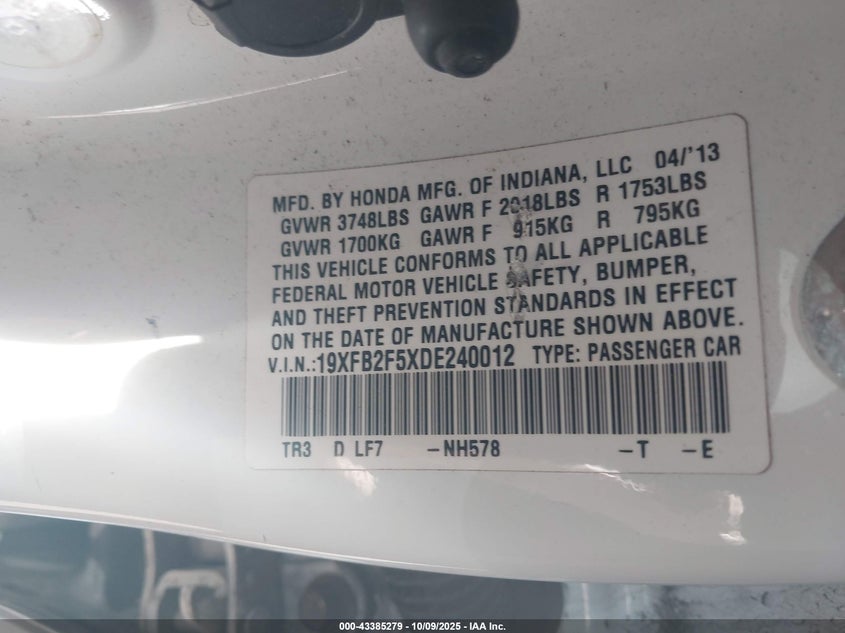 MFD. BY HONDA MFG. OF INDIANA, LLC 04/'13
GVWR 3748LBS GAWR F 2018LBS R 1753LBS
GVWR 1700KG GAWR F 915KG R 795KG
THIS VEHICLE CONFORMS TO ALL APPLICABLE
FEDERAL MOTOR VEHICLE SAFETY, BUMPER,
AND THEFT PREVENTION STANDARDS IN EFFECT
ON THE DATE OF MANUFACTURE SHOWN ABOVE.
V.I.N.:19XFB2F5XDE240012 TYPE: PASSENGER CAR
TR3 D LF7 -NH578 -T -E
000-43385279 - 10/09/2025 - IAA Inc.